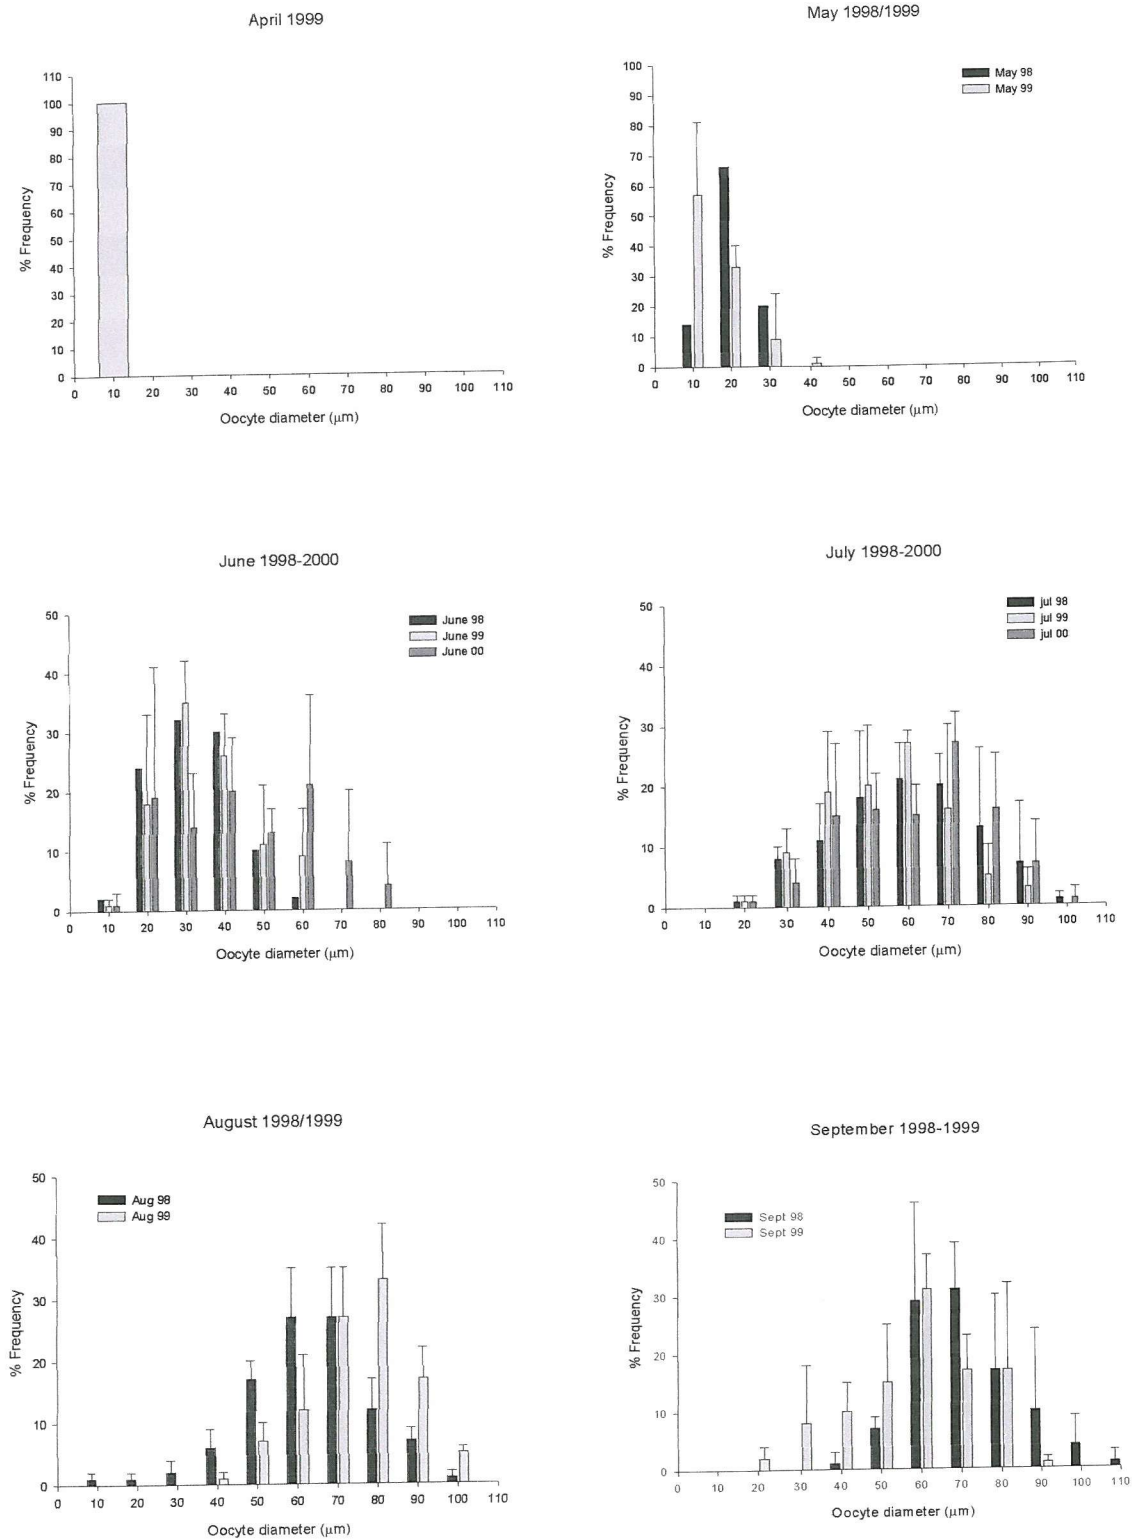 April 1999
110
100
90
80
70
60
50
40
30
20
10
0
% Frequency
0 10 20 30 40 50 60 70 80 90 100 110
Oocyte diameter (μm)
May 1998/1999
May 98
May 99
100
90
80
70
60
50
40
30
20
10
0
% Frequency
0 10 20 30 40 50 60 70 80 90 100 110
Oocyte diameter (μm)
June 1998-2000
June 98
June 99
June 00
50
40
30
20
10
0
% Frequency
0 10 20 30 40 50 60 70 80 90 100 110
Oocyte diameter (μm)
July 1998-2000
jul 98
jul 99
jul 00
50
40
30
20
10
0
% Frequency
0 10 20 30 40 50 60 70 80 90 100 110
Oocyte diameter (μm)
August 1998/1999
Aug 98
Aug 99
50
40
30
20
10
0
% Frequency
0 10 20 30 40 50 60 70 80 90 100 110
Oocyte diameter (μm)
September 1998-1999
Sept 98
Sept 99
50
40
30
20
10
0
% Frequency
0 10 20 30 40 50 60 70 80 90 100 110
Oocyte diameter (μm)